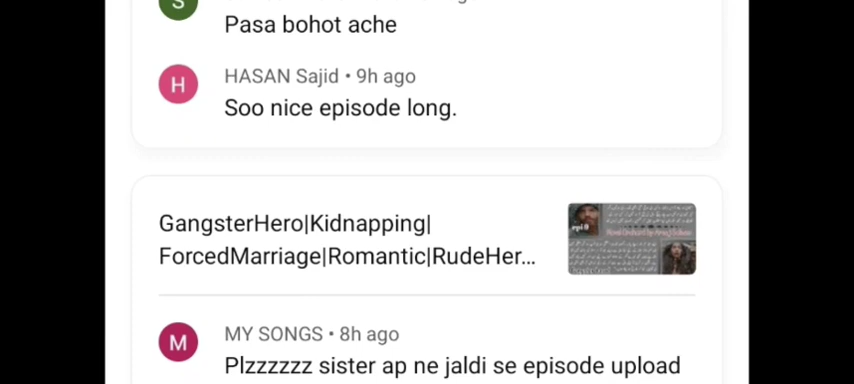 S
Pasa bohot ache
H
HASAN Sajid • 9h ago
Soo nice episode long.
GangsterHero|Kidnapping|
ForcedMarriage|Romantic|RudeHer...
M
MY SONGS • 8h ago
Plzzzzzz sister ap ne jaldi se episode upload